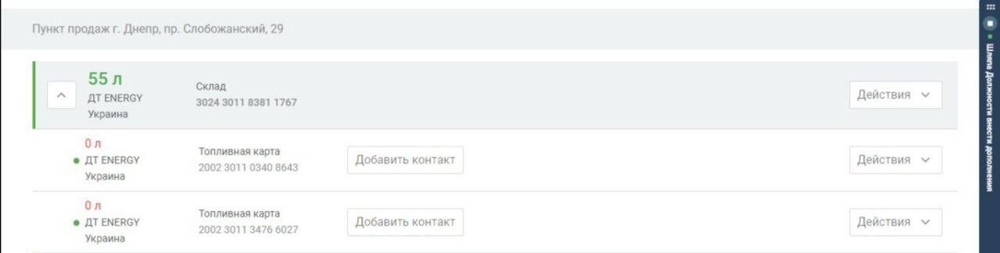 Пункт продаж г. Днепр, пр. Слобожанский, 29
55 л
ДТ ENERGY
Украина
Склад
3024 3011 8381 1767
Действия
0 л
ДТ ENERGY
Украина
Топливная карта
2002 3011 0340 8643
Добавить контакт
Действия
0 л
ДТ ENERGY
Украина
Топливная карта
2002 3011 3476 6027
Добавить контакт
Действия
Шляпа Должности внести дополнения